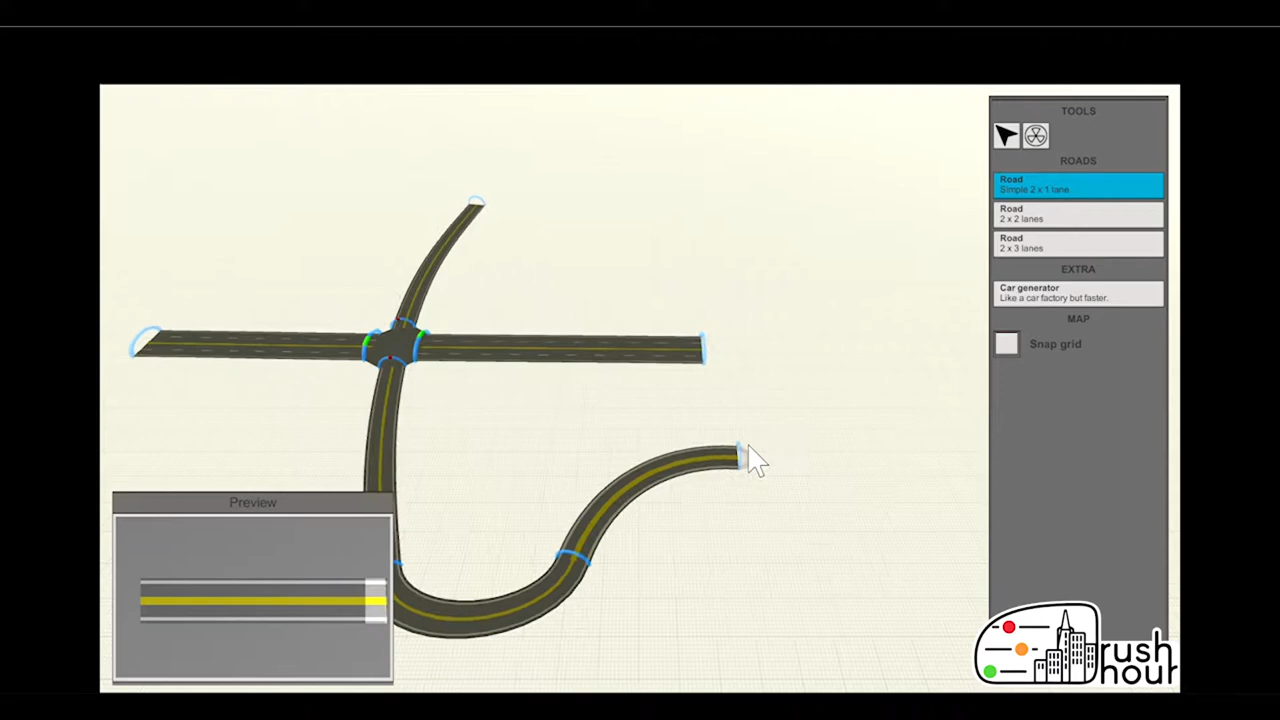 TOOLS
ROADS
Road
Simple 2 x 1 lane.
Road
2 x 2 lanes
Road
2 x 3 lanes
EXTRA
Car generator
Like a car factory but faster.
MAP
Snap grid
Preview
rush
hour